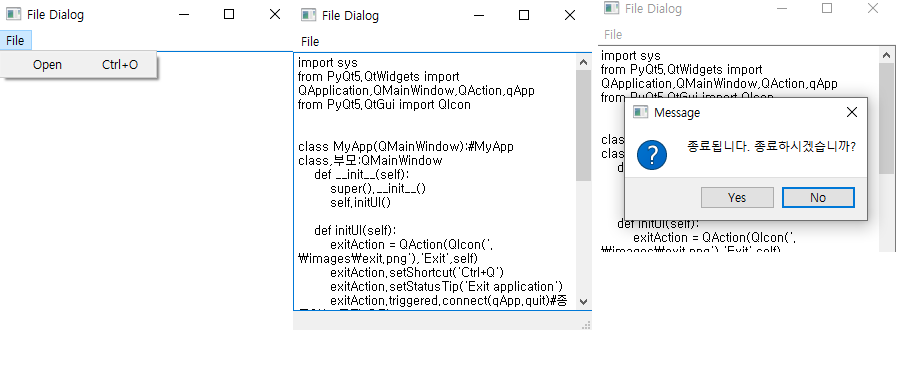 File Dialog
File
Open Ctrl+O
File Dialog
File
import sys
from PyQt5.QtWidgets import
QApplication,QMainWindow,QAction,qApp
from PyQt5.QtGui import QIcon
class MyApp(QMainWindow):#MyApp
class,부모:QMainWindow
def __init__(self):
super().__init__()
self.initUI()
def initUI(self):
exitAction = QAction(QIcon('.
₩images₩exit.png'),'Exit',self)
exitAction.setShortcut('Ctrl+Q')
exitAction.setStatusTip('Exit application')
exitAction.triggered.connect(qApp.quit)#종
File Dialog
File
import sys
from PyQt5.QtWidgets import
QApplication,QMainWindow,QAction,qApp
from PyQt5.QtGui import QIcon
Message
종료됩니다. 종료하시겠습니까?
Yes No
clas
clas
d
def initUI(self):
exitAction = QAction(QIcon('.
₩images₩exit.png'),'Exit',self)